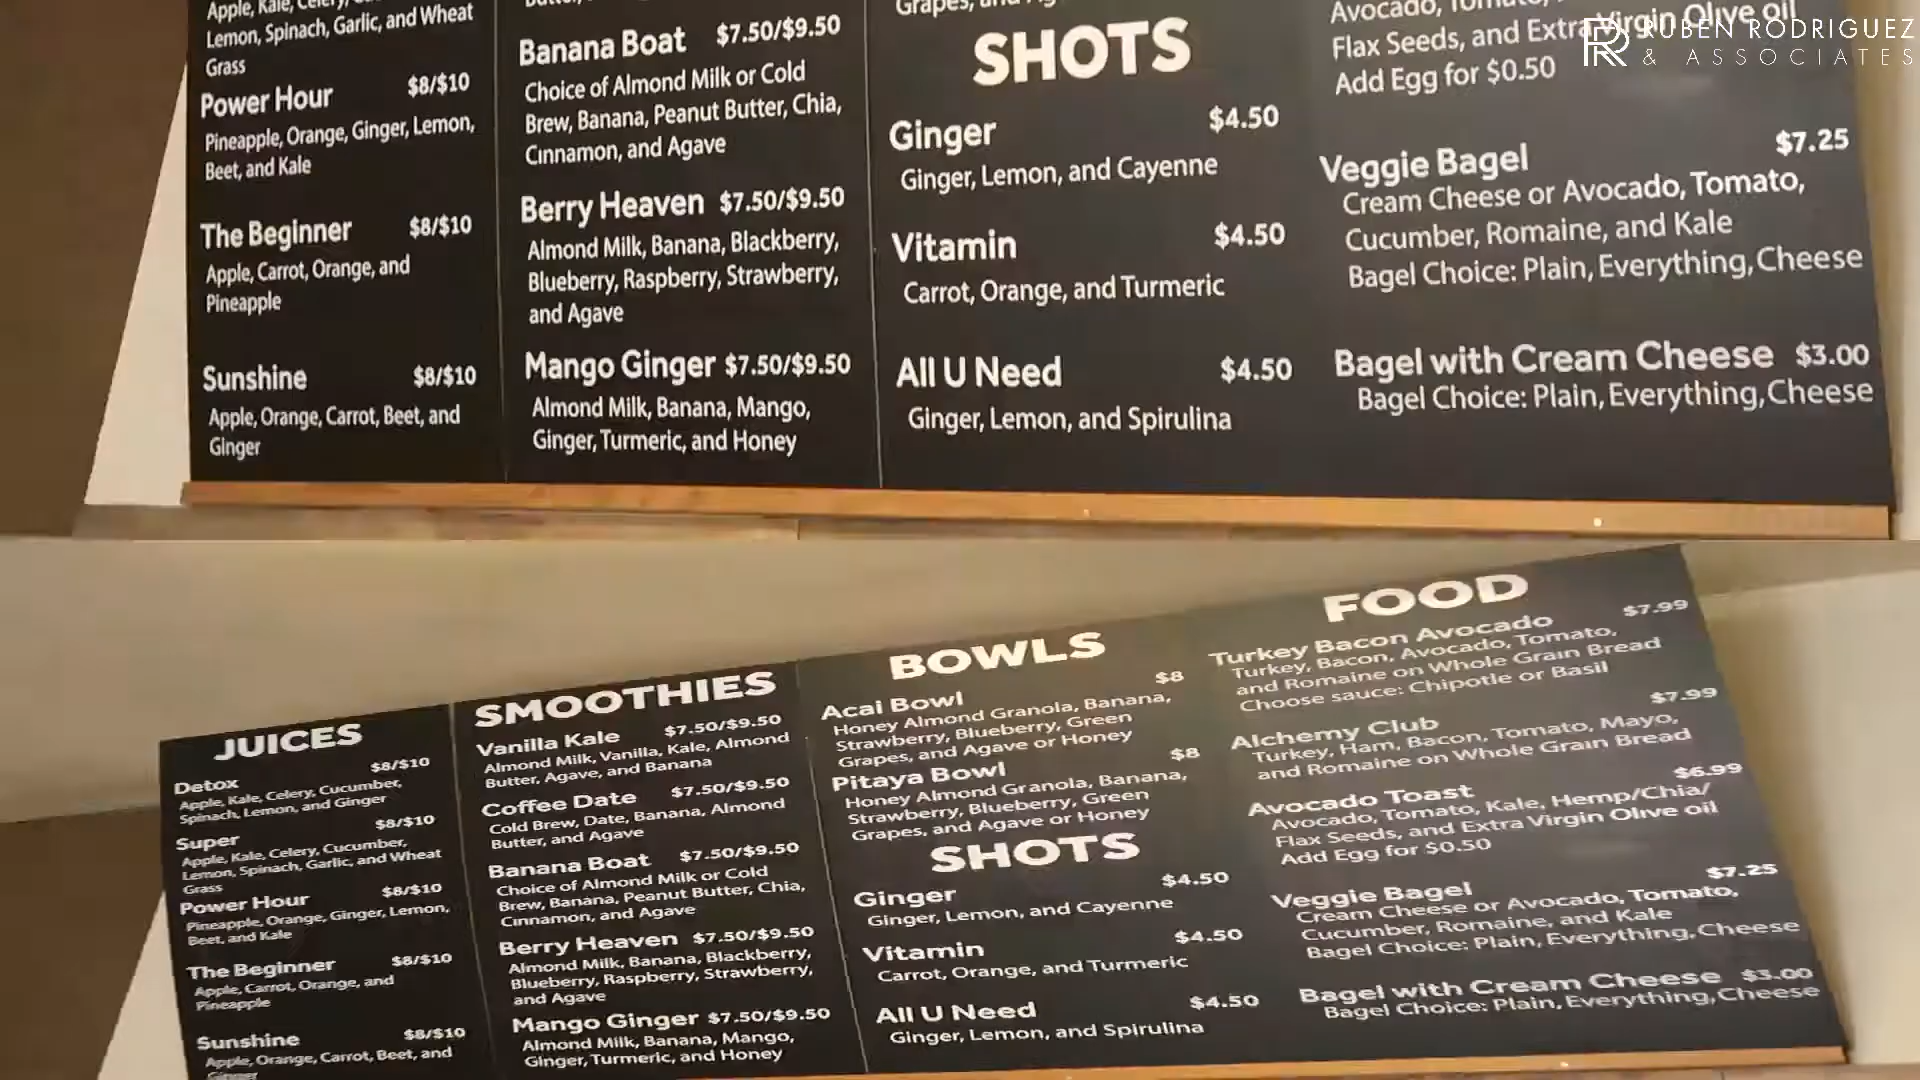 Apple, Kale, Celery,
Lemon, Spinach, Garlic, and Wheat
Grass
Power Hour $8/$10
Pineapple, Orange, Ginger, Lemon,
Beet, and Kale
The Beginner $8/$10
Apple, Carrot, Orange, and
Pineapple
Sunshine $8/$10
Apple, Orange, Carrot, Beet, and
Ginger
Banana Boat $7.50/$9.50
Choice of Almond Milk or Cold
Brew, Banana, Peanut Butter, Chia,
Cinnamon, and Agave
Berry Heaven $7.50/$9.50
Almond Milk, Banana, Blackberry,
Blueberry, Raspberry, Strawberry,
and Agave
Mango Ginger $7.50/$9.50
Almond Milk, Banana, Mango,
Ginger, Turmeric, and Honey
Grapes, and
SHOTS
Ginger $4.50
Ginger, Lemon, and Cayenne
Vitamin $4.50
Carrot, Orange, and Turmeric
All U Need $4.50
Ginger, Lemon, and Spirulina
Avocado, Tomato,
Flax Seeds, and Extra Virgin Olive oil
Add Egg for $0.50
Veggie Bagel $7.25
Cream Cheese or Avocado, Tomato,
Cucumber, Romaine, and Kale
Bagel Choice: Plain, Everything, Cheese
Bagel with Cream Cheese $3.00
Bagel Choice: Plain, Everything, Cheese
RUBEN RODRIGUEZ
& ASSOCIATES
JUICES
Detox $8/$10
Apple, Kale, Celery, Cucumber,
Spinach, Lemon, and Ginger
Super $8/$10
Apple, Kale, Celery, Cucumber,
Lemon, Spinach, Garlic, and Wheat
Grass
Power Hour $8/$10
Pineapple, Orange, Ginger, Lemon,
Beet, and Kale
The Beginner $8/$10
Apple, Carrot, Orange, and
Pineapple
Sunshine $8/$10
Apple, Orange, Carrot, Beet, and
Ginger
SMOOTHIES
Vanilla Kale $7.50/$9.50
Almond Milk, Vanilla, Kale, Almond
Butter, Agave, and Banana
Coffee Date $7.50/$9.50
Cold Brew, Date, Banana, Almond
Butter, and Agave
Banana Boat $7.50/$9.50
Choice of Almond Milk or Cold
Brew, Banana, Peanut Butter, Chia,
Cinnamon, and Agave
Berry Heaven $7.50/$9.50
Almond Milk, Banana, Blackberry,
Blueberry, Raspberry, Strawberry,
and Agave
Mango Ginger $7.50/$9.50
Almond Milk, Banana, Mango,
Ginger, Turmeric, and Honey
BOWLS
Acai Bowl $8
Honey Almond Granola, Banana,
Strawberry, Blueberry, Green
Grapes, and Agave or Honey
Pitaya Bowl $8
Honey Almond Granola, Banana,
Strawberry, Blueberry, Green
Grapes, and Agave or Honey
SHOTS
Ginger $4.50
Ginger, Lemon, and Cayenne
Vitamin $4.50
Carrot, Orange, and Turmeric
All U Need $4.50
Ginger, Lemon, and Spirulina
FOOD
Turkey Bacon Avocado $7.99
Turkey, Bacon, Avocado, Tomato,
and Romaine on Whole Grain Bread
Choose sauce: Chipotle or Basil
Alchemy Club $7.99
Turkey, Ham, Bacon, Tomato, Mayo,
and Romaine on Whole Grain Bread
Avocado Toast $6.99
Avocado, Tomato, Kale, Hemp/Chia/
Flax Seeds, and Extra Virgin Olive oil
Add Egg for $0.50
Veggie Bagel $7.25
Cream Cheese or Avocado, Tomato,
Cucumber, Romaine, and Kale
Bagel Choice: Plain, Everything, Cheese
Bagel with Cream Cheese $3.00
Bagel Choice: Plain, Everything, Cheese